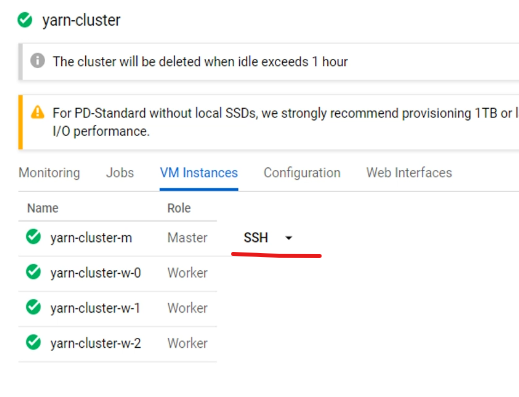 yarn-cluster
The cluster will be deleted when idle exceeds 1 hour
For PD-Standard without local SSDs, we strongly recommend provisioning 1TB or
I/O performance.
Monitoring Jobs VM Instances Configuration Web Interfaces
Name Role
yarn-cluster-m Master SSH
yarn-cluster-w-0 Worker
yarn-cluster-w-1 Worker
yarn-cluster-w-2 Worker